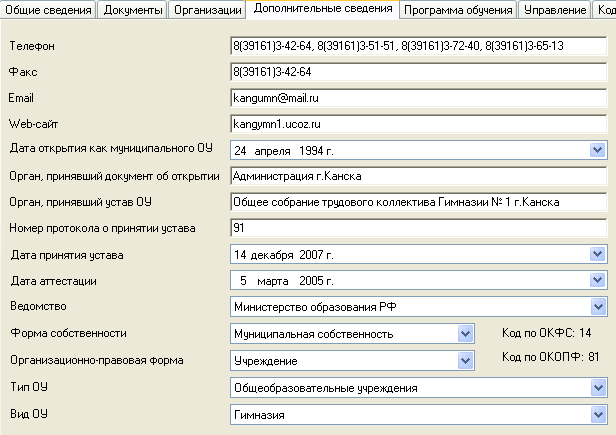 Общие сведения Документы Организации Дополнительные сведения Программа обучения Управление Код
Телефон 8(39161)3-42-64, 8(39161)3-51-51, 8(39161)3-72-40, 8(39161)3-65-13
Факс 8(39161)3-42-64
Email kangumn@mail.ru
Web-сайт kangymn1.ucoz.ru
Дата открытия как муниципального ОУ 24 апреля 1994 г.
Орган, принявший документ об открытии Администрация г.Канска
Орган, принявший устав ОУ Общее собрание трудового коллектива Гимназии № 1 г.Канска
Номер протокола о принятии устава 91
Дата принятия устава 14 декабря 2007 г.
Дата аттестации 5 марта 2005 г.
Ведомство Министерство образования РФ
Форма собственности Муниципальная собственность Код по ОКФС: 14
Организационно-правовая форма Учреждение Код по ОКОПФ: 81
Тип ОУ Общеобразовательные учреждения
Вид ОУ Гимназия